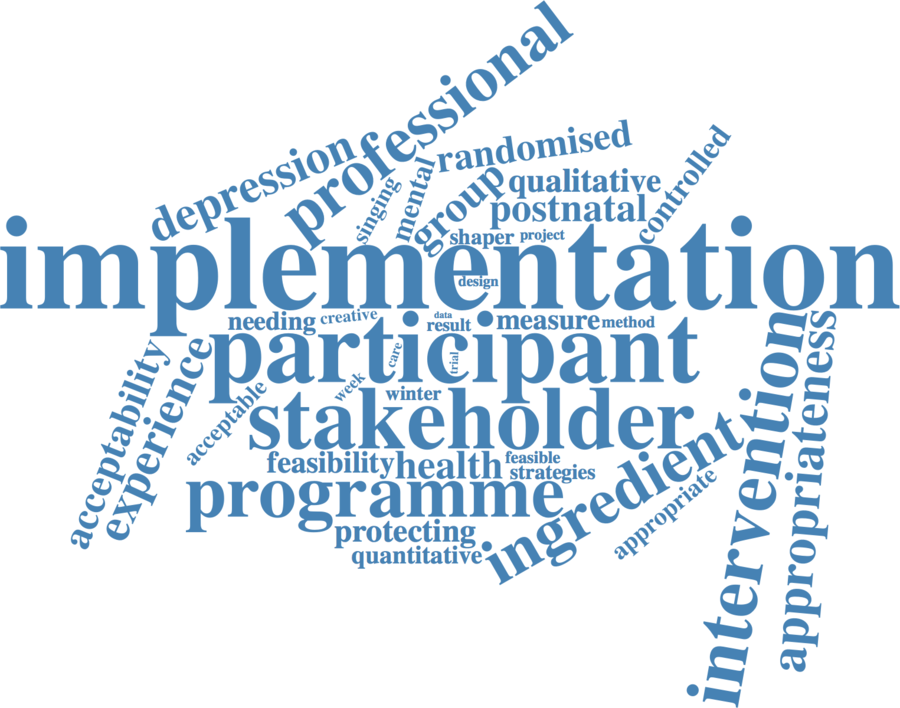 professional
depression
randomised
controlled
singing
mental
group
qualitative
postnatal
shaper
project
implementation
design
needing
creative
data
result
measure
method
participant
care
trial
week
winter
acceptability
experience
acceptable
stakeholder
intervention
appropriateness
feasibility
health
feasible
strategies
programme
ingredient
appropriate
protecting
quantitative